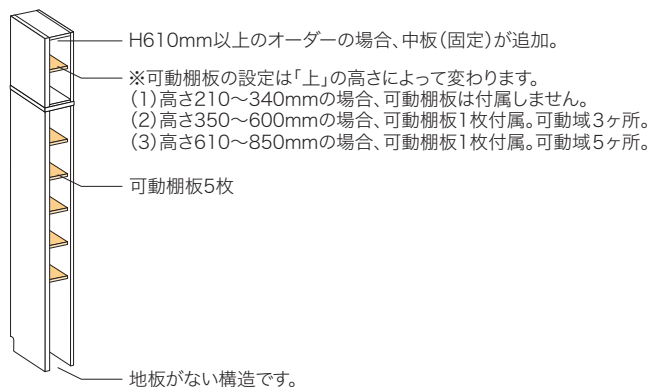 H610mm以上のオーダーの場合、中板(固定)が追加。
※可動棚板の設定は「上」の高さによって変わります。
(1)高さ210〜340mmの場合、可動棚板は付属しません。
(2)高さ350〜600mmの場合、可動棚板1枚付属。可動域3ヶ所。
(3)高さ610〜850mmの場合、可動棚板1枚付属。可動域5ヶ所。
可動棚板5枚
地板がない構造です。